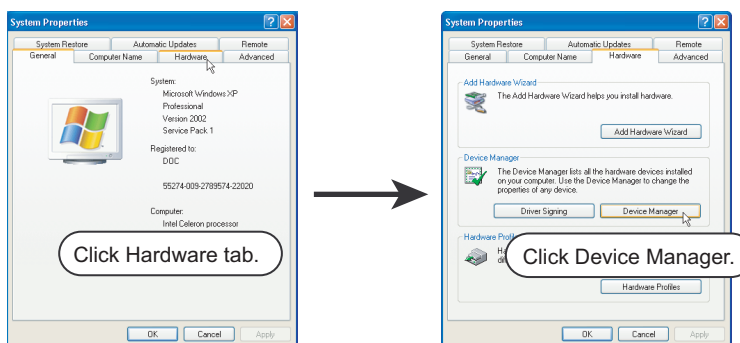 System Properties
System Restore Automatic Updates Remote
General Computer Name Hardware Advanced
System:
Microsoft Windows XP
Professional
Version 2002
Service Pack 1
Registered to:
DOC
55274-009-2789574-22020
Computer:
Intel Celeron processor
Click Hardware tab.
OK Cancel Apply
System Properties
System Restore Automatic Updates Remote
General Computer Name Hardware Advanced
Add Hardware Wizard
The Add Hardware Wizard helps you install hardware.
Add Hardware Wizard
Device Manager
The Device Manager lists all the hardware devices installed
on your computer. Use the Device Manager to change the
properties of any device.
Driver Signing Device Manager
Hardware Profi
Click Device Manager.
Hardware Profiles
OK Cancel Apply